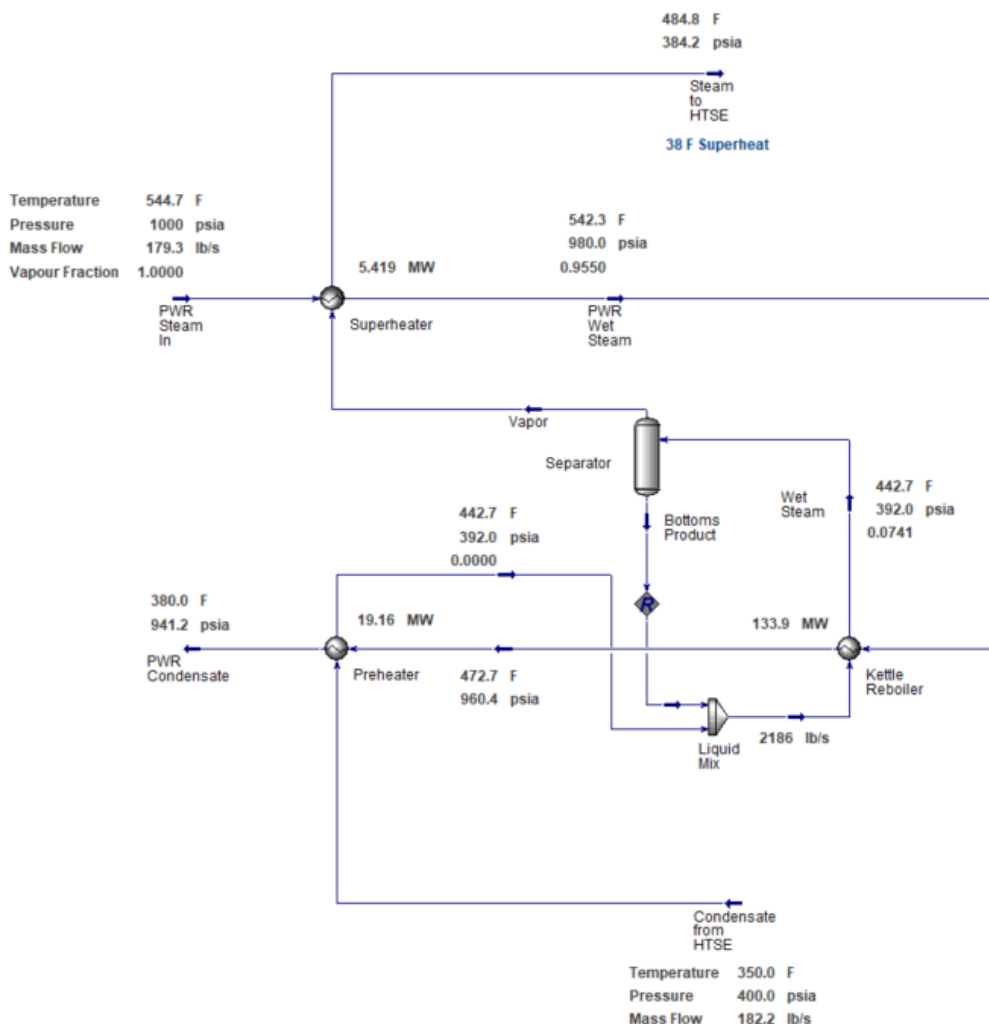 484.8 F
384.2 psia
Steam
to
HTSE
38 F Superheat
Temperature 544.7 F
Pressure 1000 psia
Mass Flow 179.3 lb/s
Vapour Fraction 1.0000
542.3 F
980.0 psia
0.9550
5.419 MW
PWR
Steam
In
Superheater
PWR
Wet
Steam
Vapor
Separator
Wet
Steam
442.7 F
392.0 psia
0.0741
442.7 F
392.0 psia
0.0000
Bottoms
Product
R
380.0 F
941.2 psia
19.16 MW
133.9 MW
PWR
Condensate
Preheater
472.7 F
960.4 psia
Kettle
Reboiler
Liquid
Mix
2186 lb/s
Condensate
from
HTSE
Temperature 350.0 F
Pressure 400.0 psia
Mass Flow 182.2 lb/s